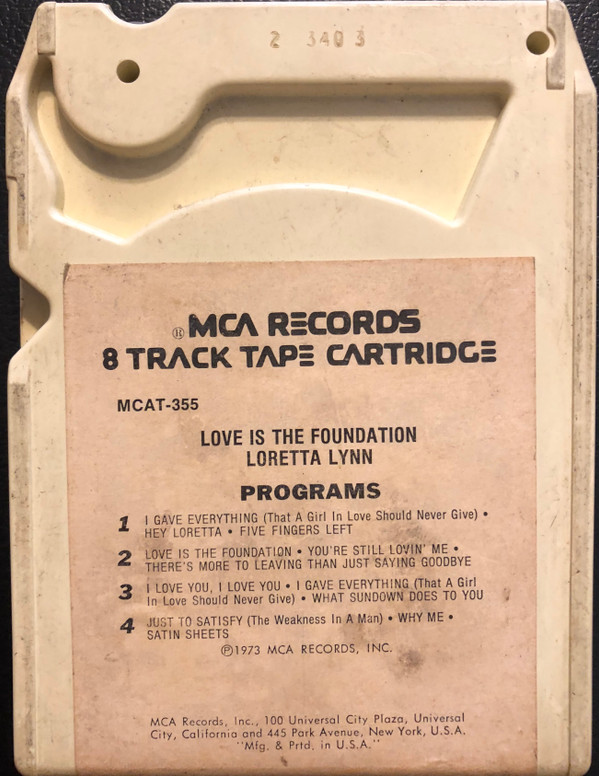 2 340 3
® MCA RECORDS
8 TRACK TAPE CARTRIDGE
MCAT-355
LOVE IS THE FOUNDATION
LORETTA LYNN
PROGRAMS
1 I GAVE EVERYTHING (That A Girl In Love Should Never Give) •
HEY LORETTA • FIVE FINGERS LEFT
2 LOVE IS THE FOUNDATION • YOU'RE STILL LOVIN' ME •
THERE'S MORE TO LEAVING THAN JUST SAYING GOODBYE
3 I LOVE YOU, I LOVE YOU • I GAVE EVERYTHING (That A Girl
In Love Should Never Give) • WHAT SUNDOWN DOES TO YOU
4 JUST TO SATISFY (The Weakness In A Man) • WHY ME •
SATIN SHEETS
Ⓟ1973 MCA RECORDS, INC.
MCA Records, Inc., 100 Universal City Plaza, Universal
City, California and 445 Park Avenue, New York, U.S.A.
"Mfg. & Prtd. in U.S.A."